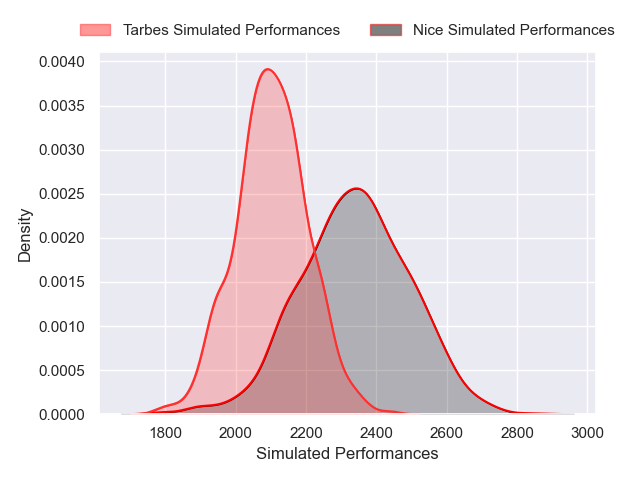 Tarbes Simulated Performances
Nice Simulated Performances
0.0040
0.0035
0.0030
0.0025
0.0020
0.0015
0.0010
0.0005
0.0000
Density
1800 2000 2200 2400 2600 2800 3000
Simulated Performances